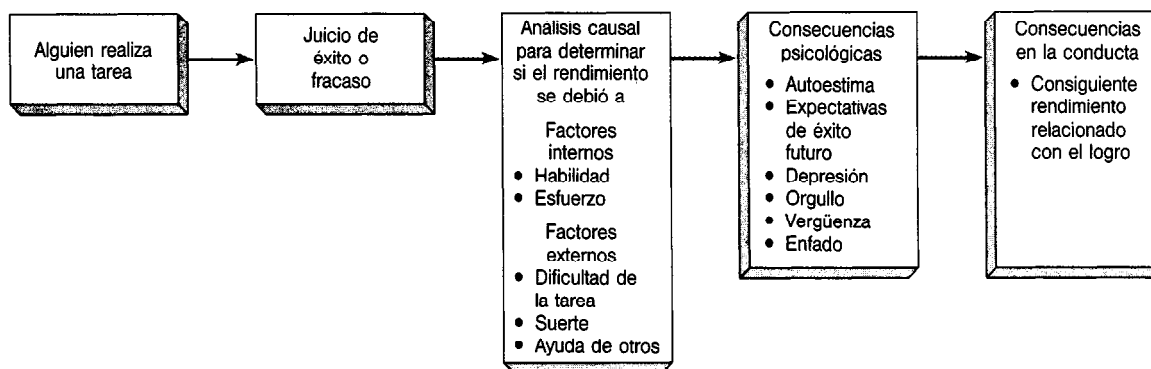 Alguien realiza
una tarea
Juicio de
éxito o
fracaso
Análisis causal
para determinar
si el rendimiento
se debió a
Factores
internos
• Habilidad
• Esfuerzo
Factores
externos
• Dificultad de
la tarea
• Suerte
• Ayuda de otros
Consecuencias
psicológicas
• Autoestima
• Expectativas
de éxito
futuro
• Depresión
• Orgullo
• Vergüenza
• Enfado
Consecuencias
en la conducta
• Consiguiente
rendimiento
relacionado
con el logro